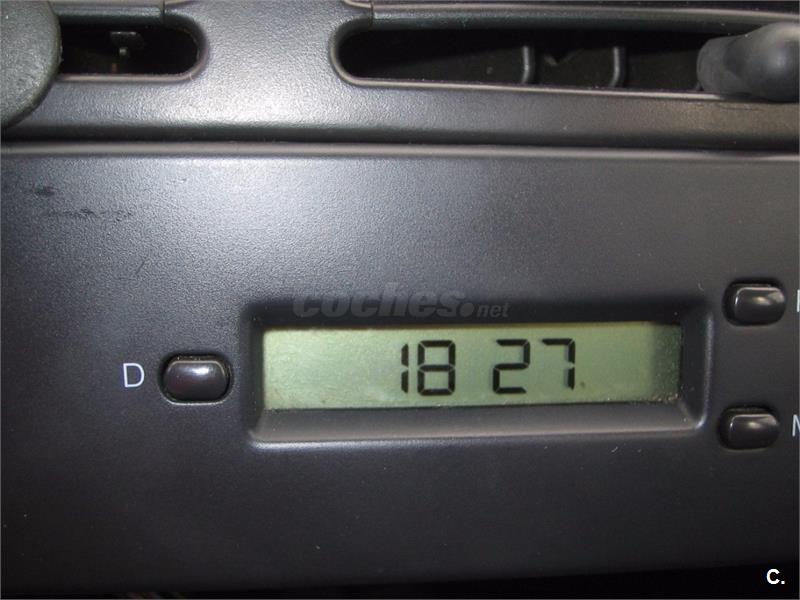 coches.net
D 18 27
M
C.